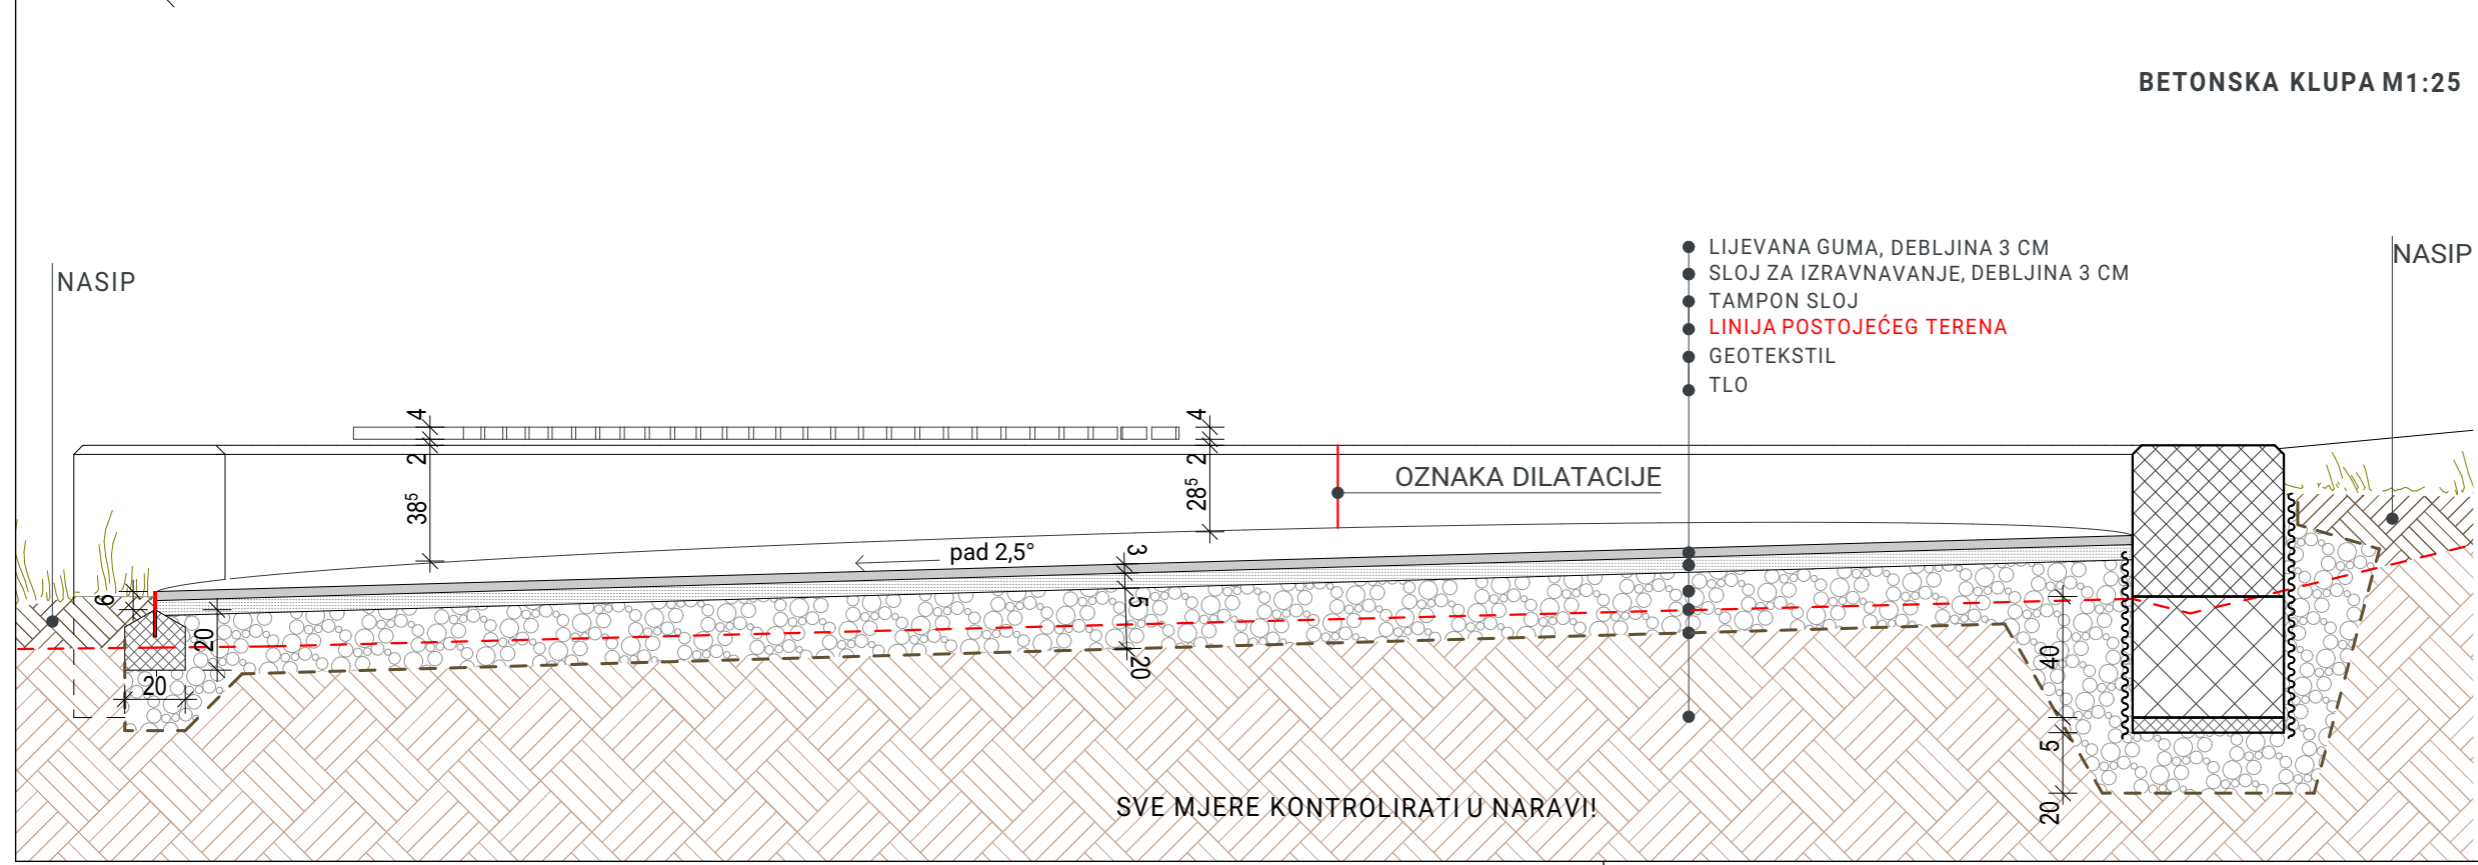 BETONSKA KLUPA M1:25
LIJEVANA GUMA, DEBLJINA 3 CM
SLOJ ZA IZRAVNAVANJE, DEBLJINA 3 CM
TAMPON SLOJ
LINIJA POSTOJEĆEG TERENA
GEOTEKSTIL
TLO
NASIP
NASIP
4
2
38⁵
4
2
28⁵
OZNAKA DILATACIJE
pad 2,5°
3
5
20
6
20
20
40
5
20
SVE MJERE KONTROLIRATI U NARAVI!